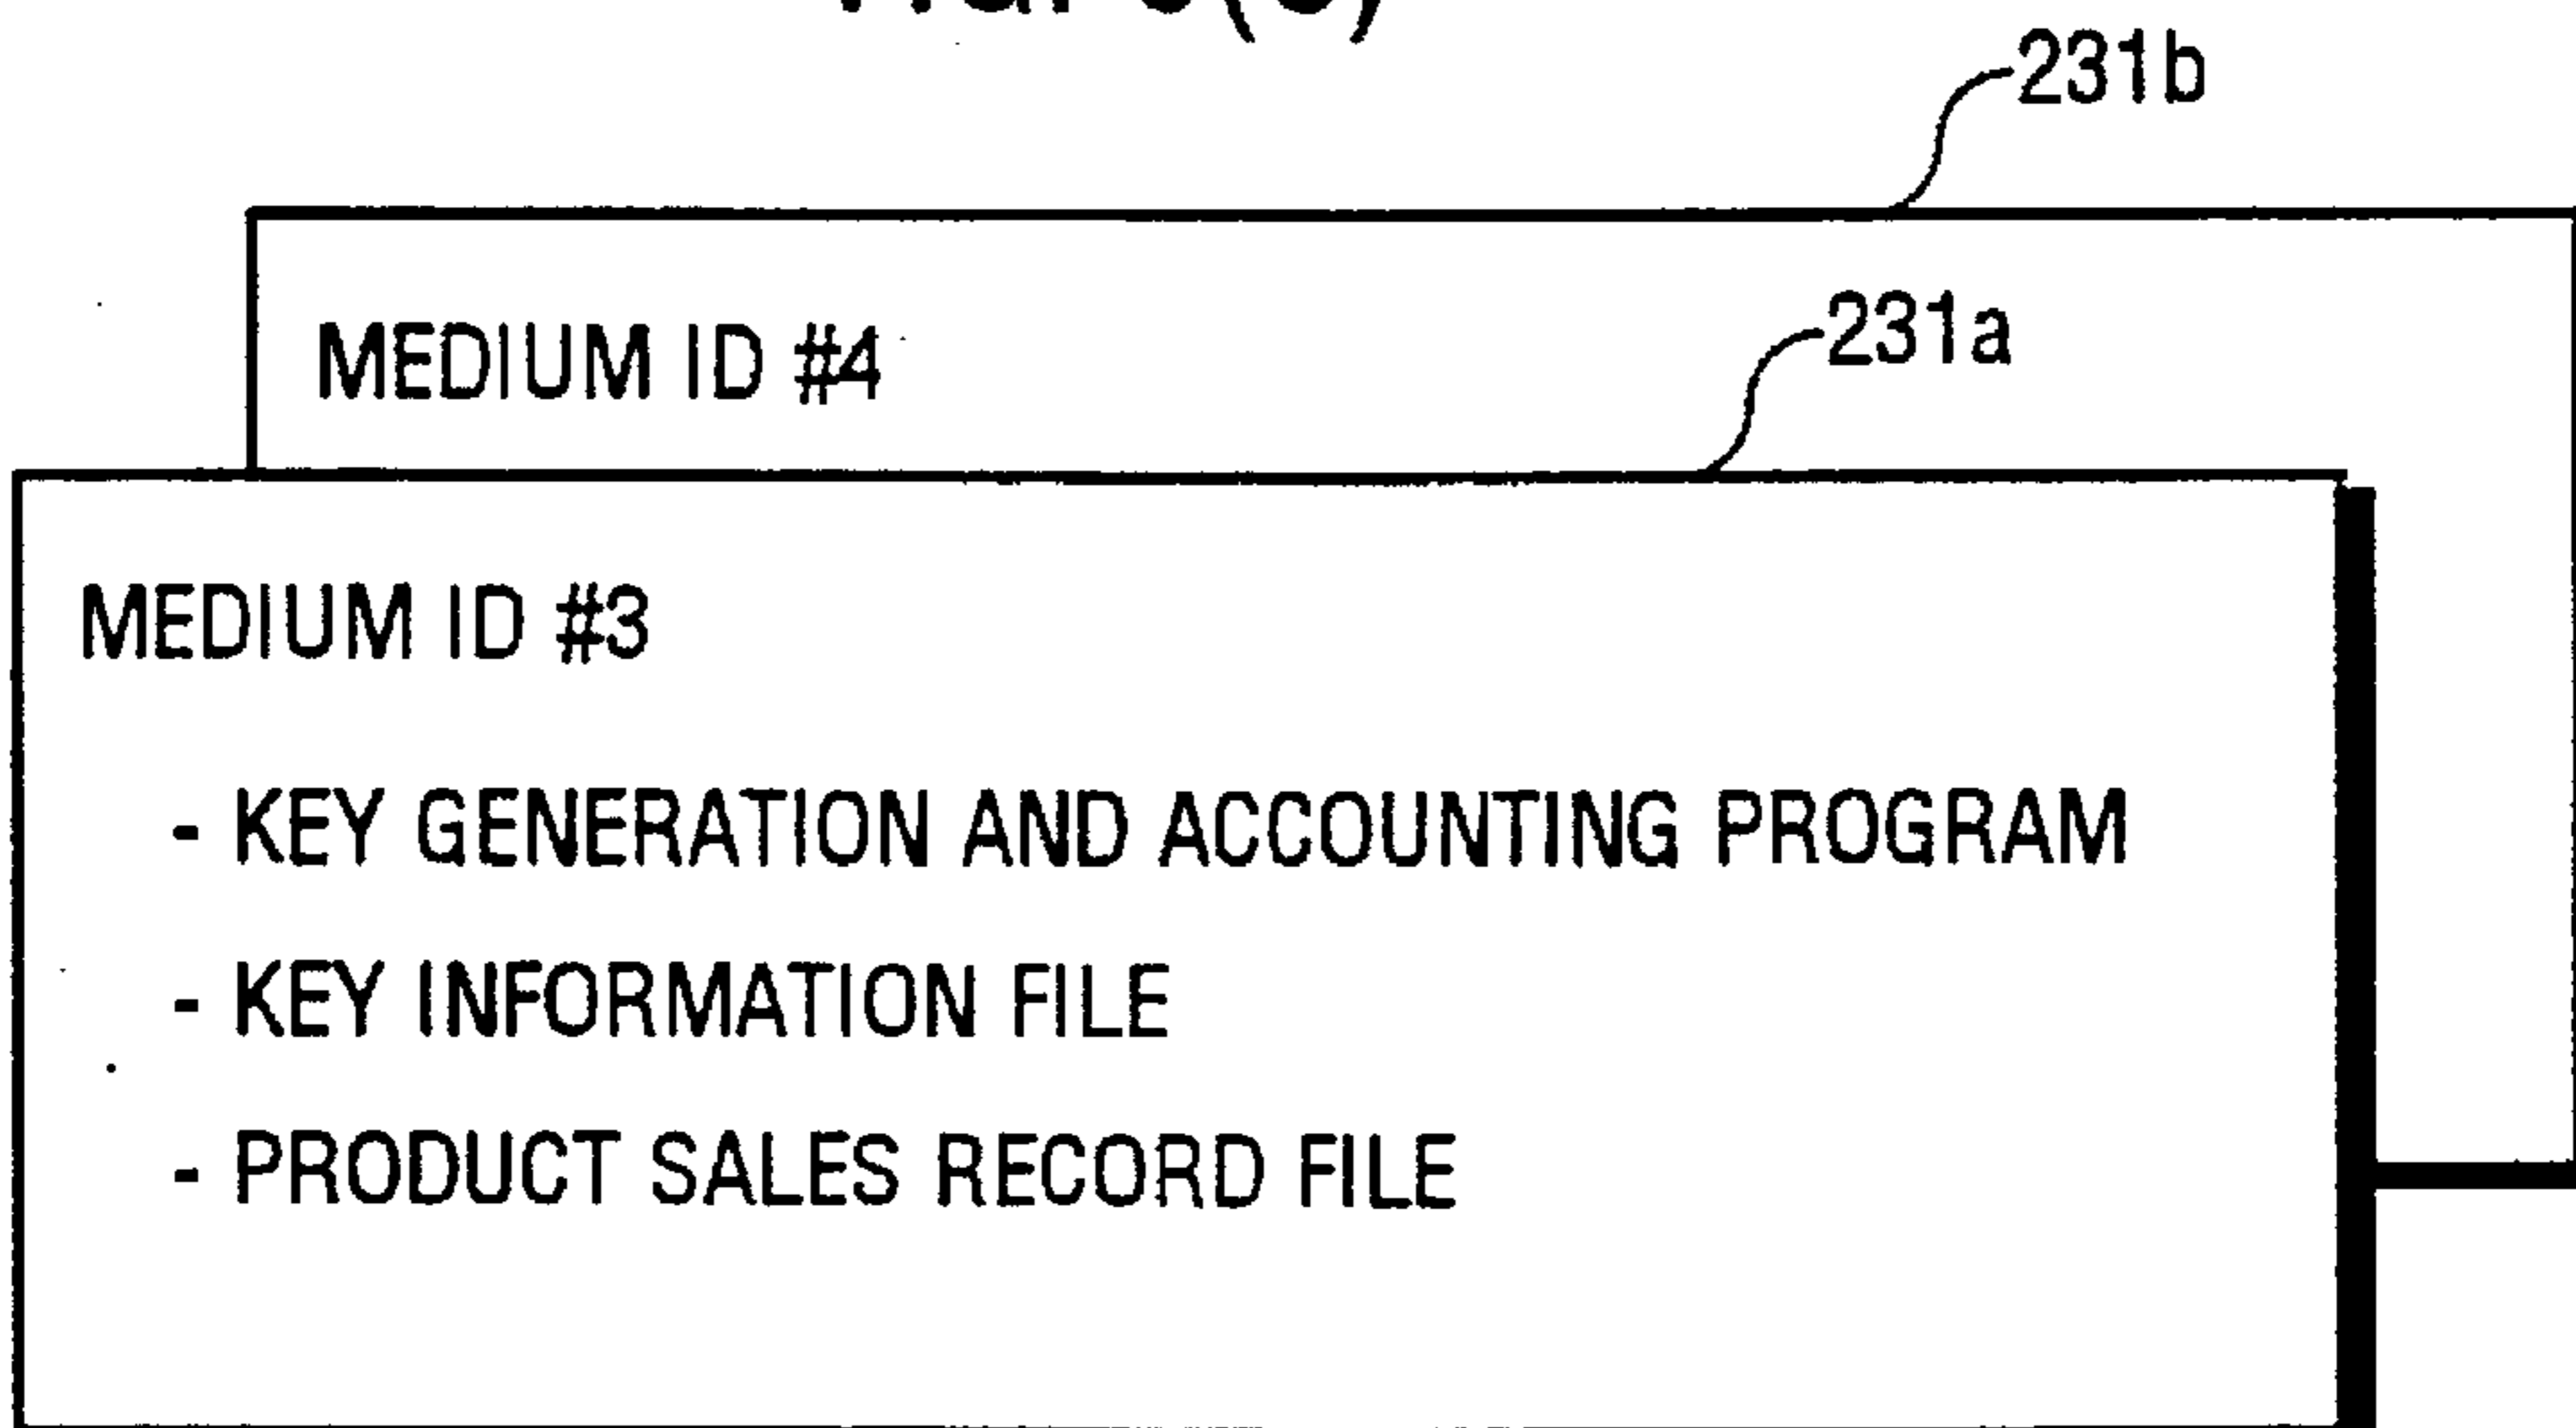 231b
MEDIUM ID #4
231a
MEDIUM ID #3
- KEY GENERATION AND ACCOUNTING PROGRAM
- KEY INFORMATION FILE
- PRODUCT SALES RECORD FILE